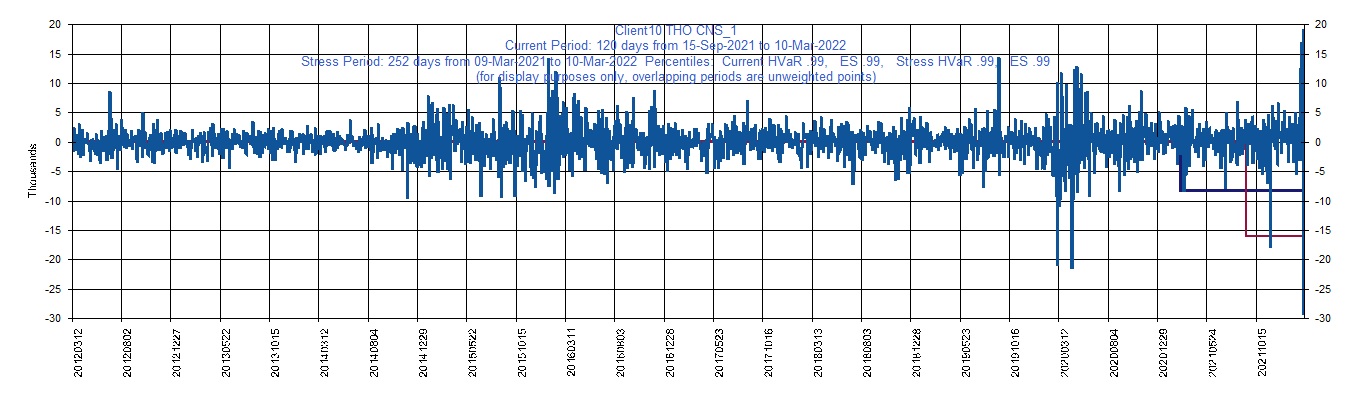 Client10 THO CNS_1
Current Period: 120 days from 15-Sep-2021 to 10-Mar-2022
Stress Period: 252 days from 09-Mar-2021 to 10-Mar-2022 Percentiles: Current HVaR .99, ES .99, Stress HVaR .99, ES .99
(for display purposes only, overlapping periods are unweighted points)
Thousands
20 20
15 15
10 10
5 5
0 0
-5 -5
-10 -10
-15 -15
-20 -20
-25 -25
-30 -30
20120312 20120802 20121227 20130522 20131015 20140312 20140804 20141229 20150522 20151015 20160311 20160803 20161228 20170523 20171016 20180313 20180803 20181228 20190523 20191016 20200312 20200804 20201229 20210524 20211015